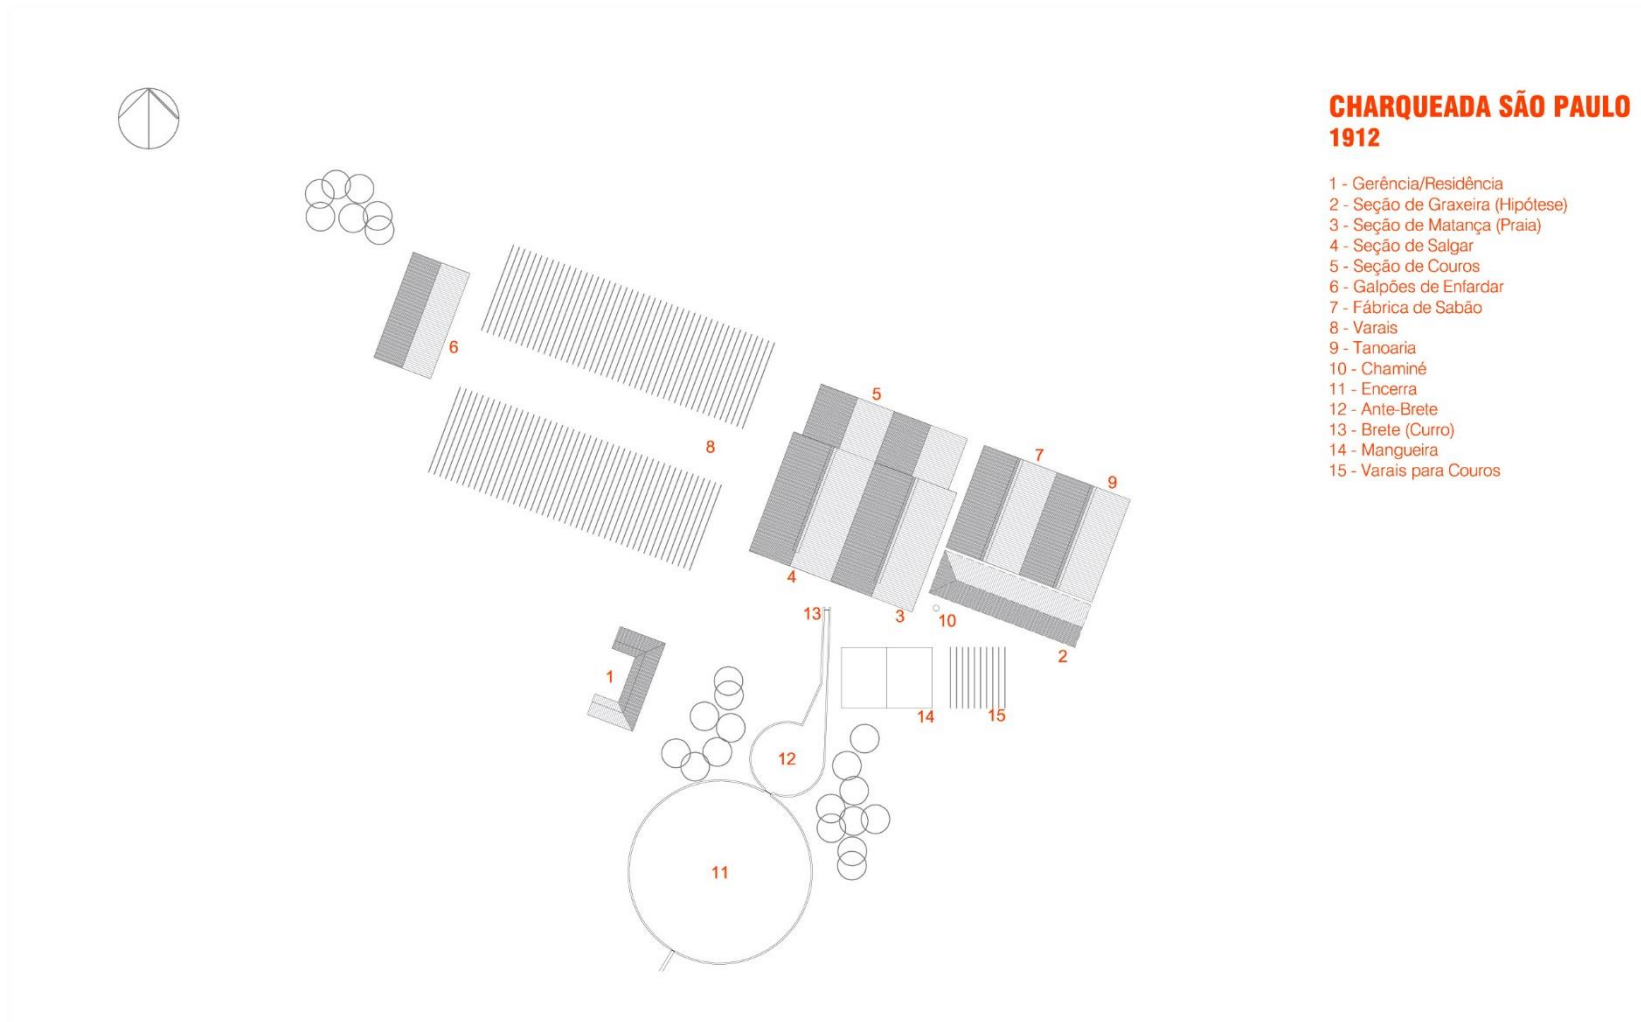 CHARQUEADA SÃO PAULO
1912
1 - Gerência/Residência
2 - Seção de Graxeira (Hipótese)
3 - Seção de Matança (Praia)
4 - Seção de Salgar
5 - Seção de Couros
6 - Galpões de Enfardar
7 - Fábrica de Sabão
8 - Varais
9 - Tanoaria
10 - Chaminé
11 - Encerra
12 - Ante-Brete
13 - Brete (Curro)
14 - Mangueira
15 - Varais para Couros
6
5
8
7
9
4
13
3
10
2
1
14
15
12
11